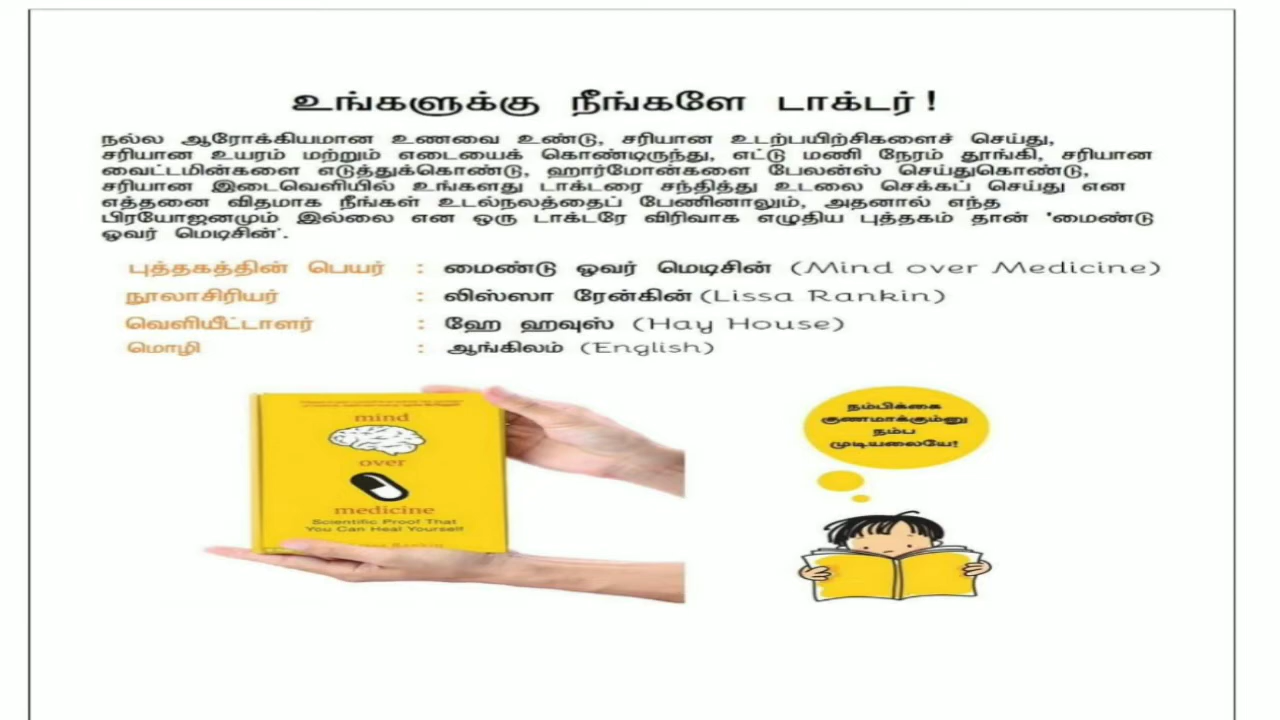 உங்களுக்கு நீங்களே டாக்டர்!
நல்ல ஆரோக்கியமான உணவை உண்டு, சரியான உடற்பயிற்சிகளைச் செய்து,
சரியான உயரம் மற்றும் எடையைக் கொண்டிருந்து, எட்டு மணி நேரம் தூங்கி, சரியான
வைட்டமின்களை எடுத்துக்கொண்டு, ஹார்மோன்களை பேலன்ஸ் செய்துகொண்டு,
சரியான இடைவெளியில் உங்களது டாக்டரை சந்தித்து உடலை செக்கப் செய்து என
எத்தனை விதமாக நீங்கள் உடல்நலத்தைப் பேணினாலும், அதனால் எந்த
பிரயோஜனமும் இல்லை என ஒரு டாக்டரே விரிவாக எழுதிய புத்தகம் தான் 'மைண்டு
ஓவர் மெடிசின்'.
புத்தகத்தின் பெயர் : மைண்டு ஓவர் மெடிசின் (Mind over Medicine)
நூலாசிரியர் : லிஸ்ஸா ரேன்கின் (Lissa Rankin)
வெளியீட்டாளர் : ஹே ஹவுஸ் (Hay House)
மொழி : ஆங்கிலம் (English)
mind
over
medicine
Scientific Proof That
You Can Heal Yourself
நம்பிக்கை
குணமாக்கும்னு
நம்ப
முடியலையே!